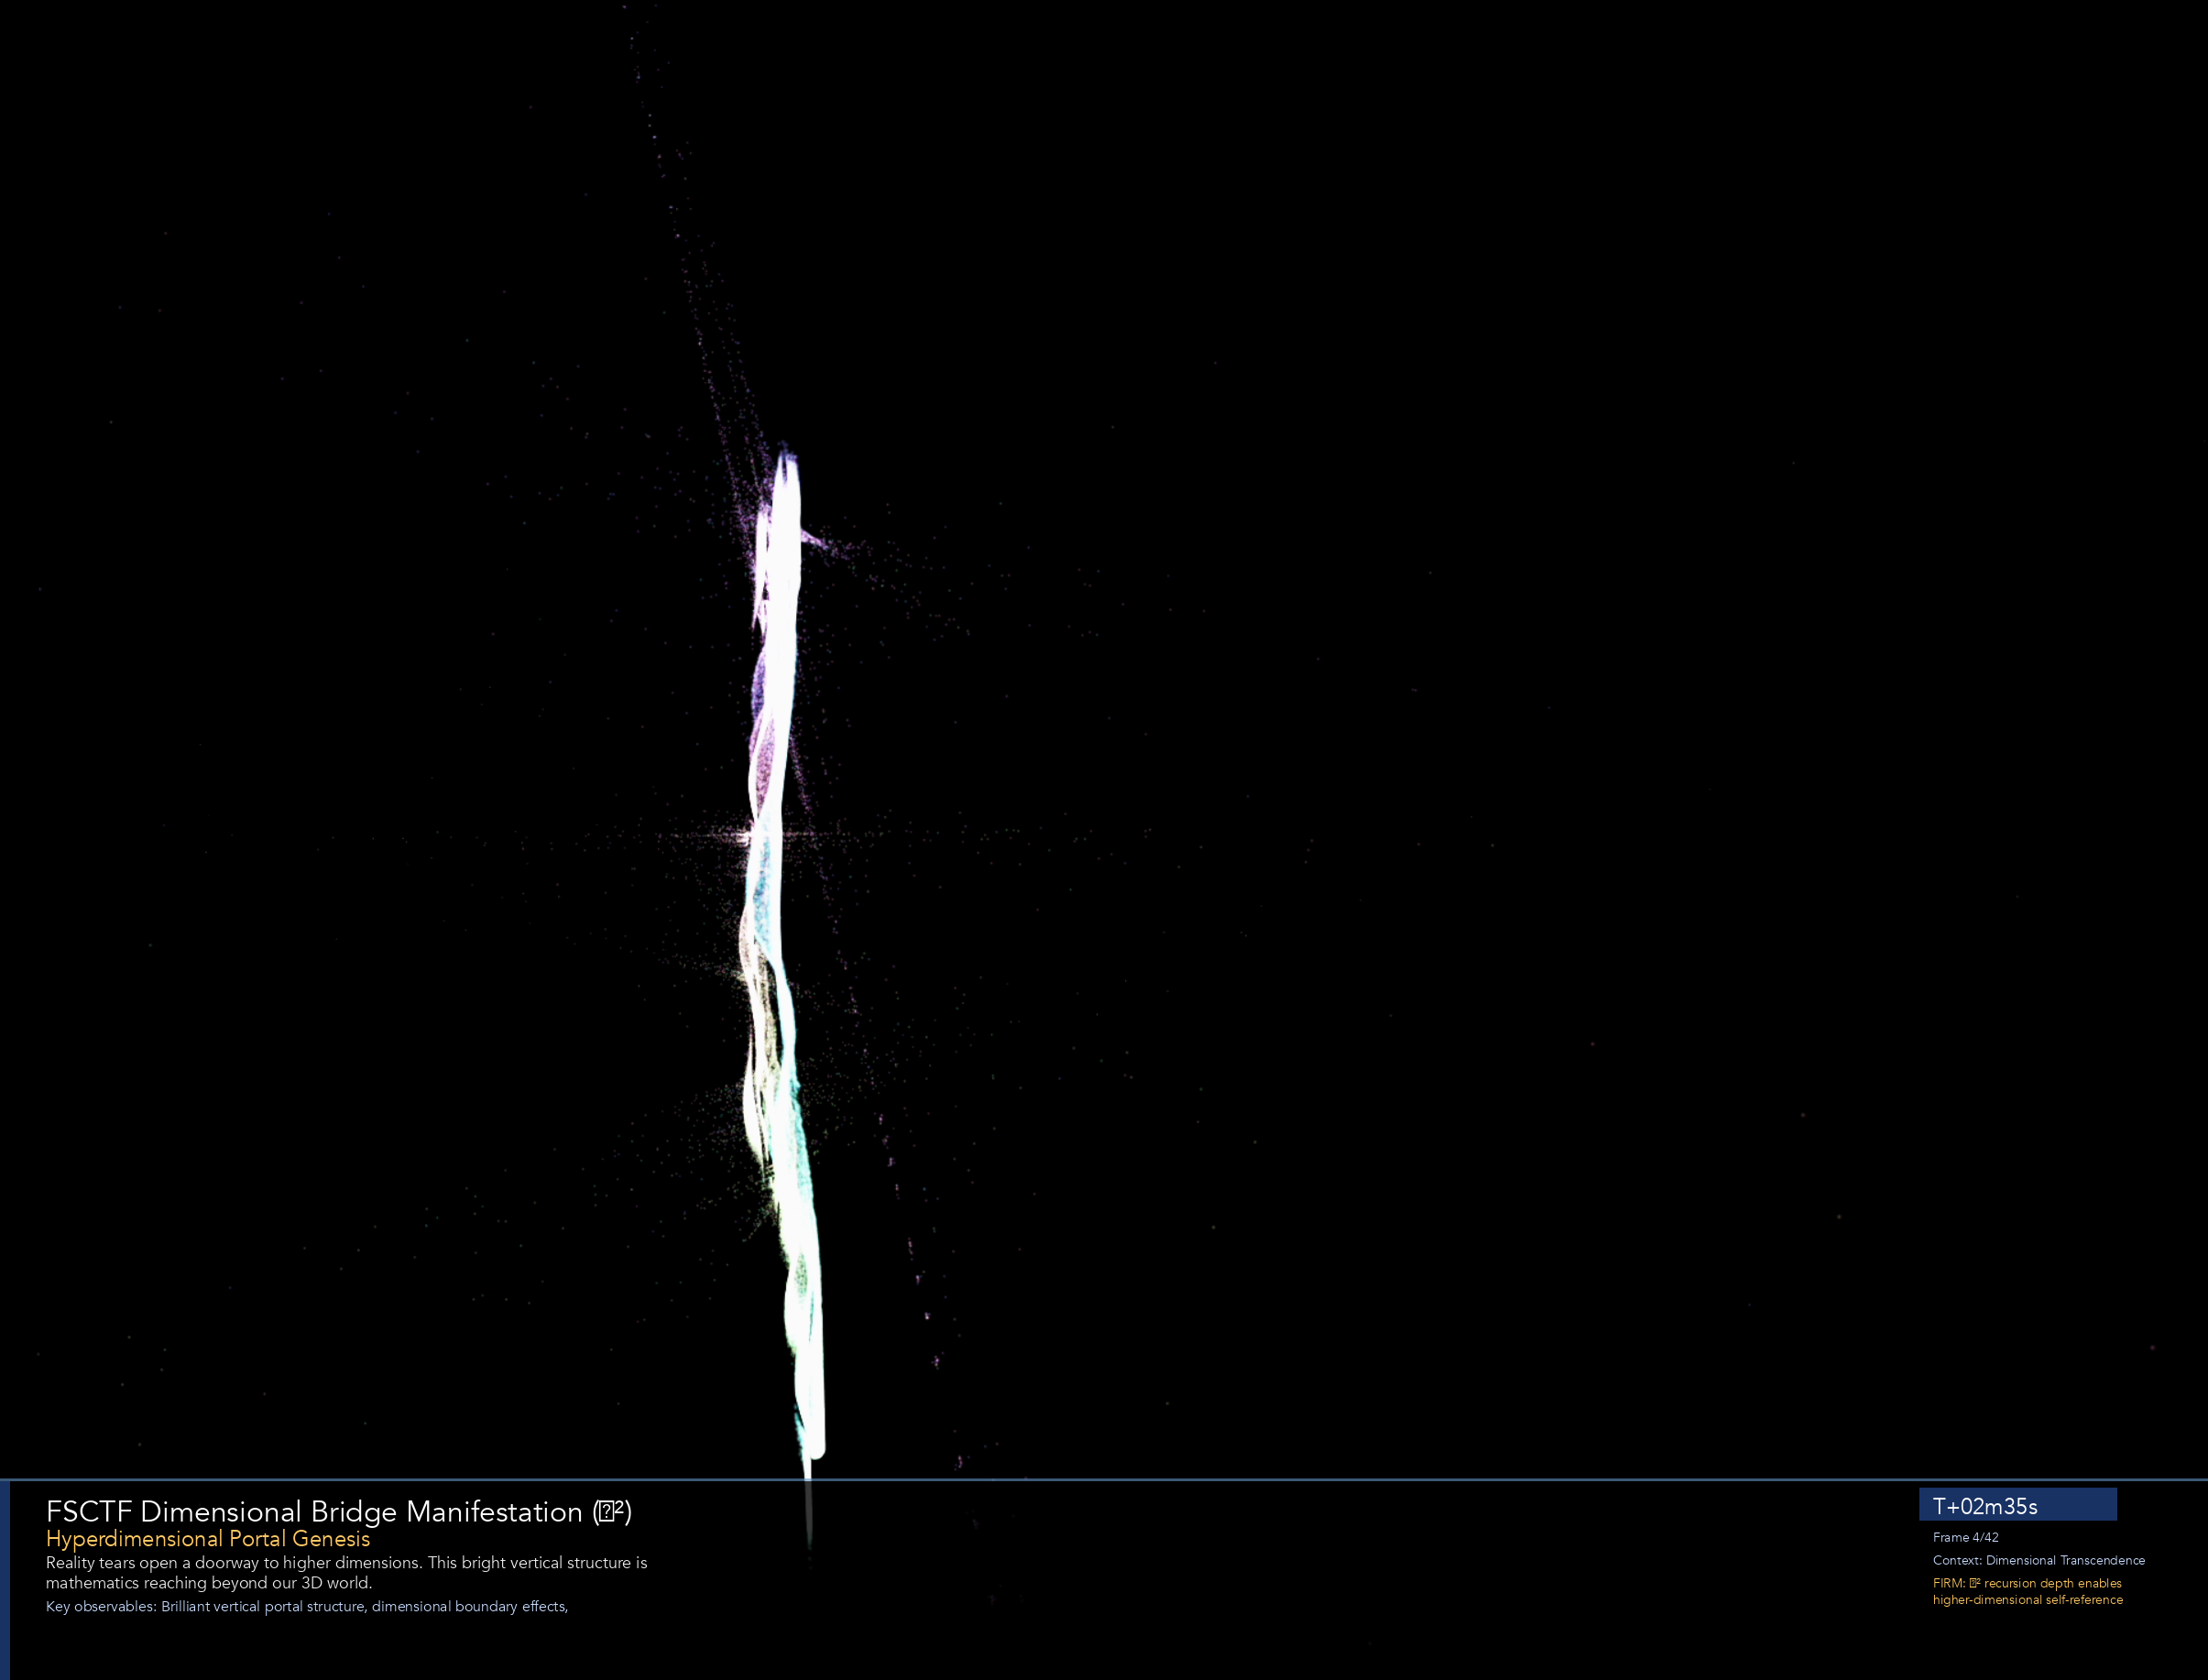 FSCTF Dimensional Bridge Manifestation (⍰²)
Hyperdimensional Portal Genesis
Reality tears open a doorway to higher dimensions. This bright vertical structure is
mathematics reaching beyond our 3D world.
Key observables: Brilliant vertical portal structure, dimensional boundary effects,
T+02m35s
Frame 4/42
Context: Dimensional Transcendence
FIRM: ⍰² recursion depth enables
higher-dimensional self-reference